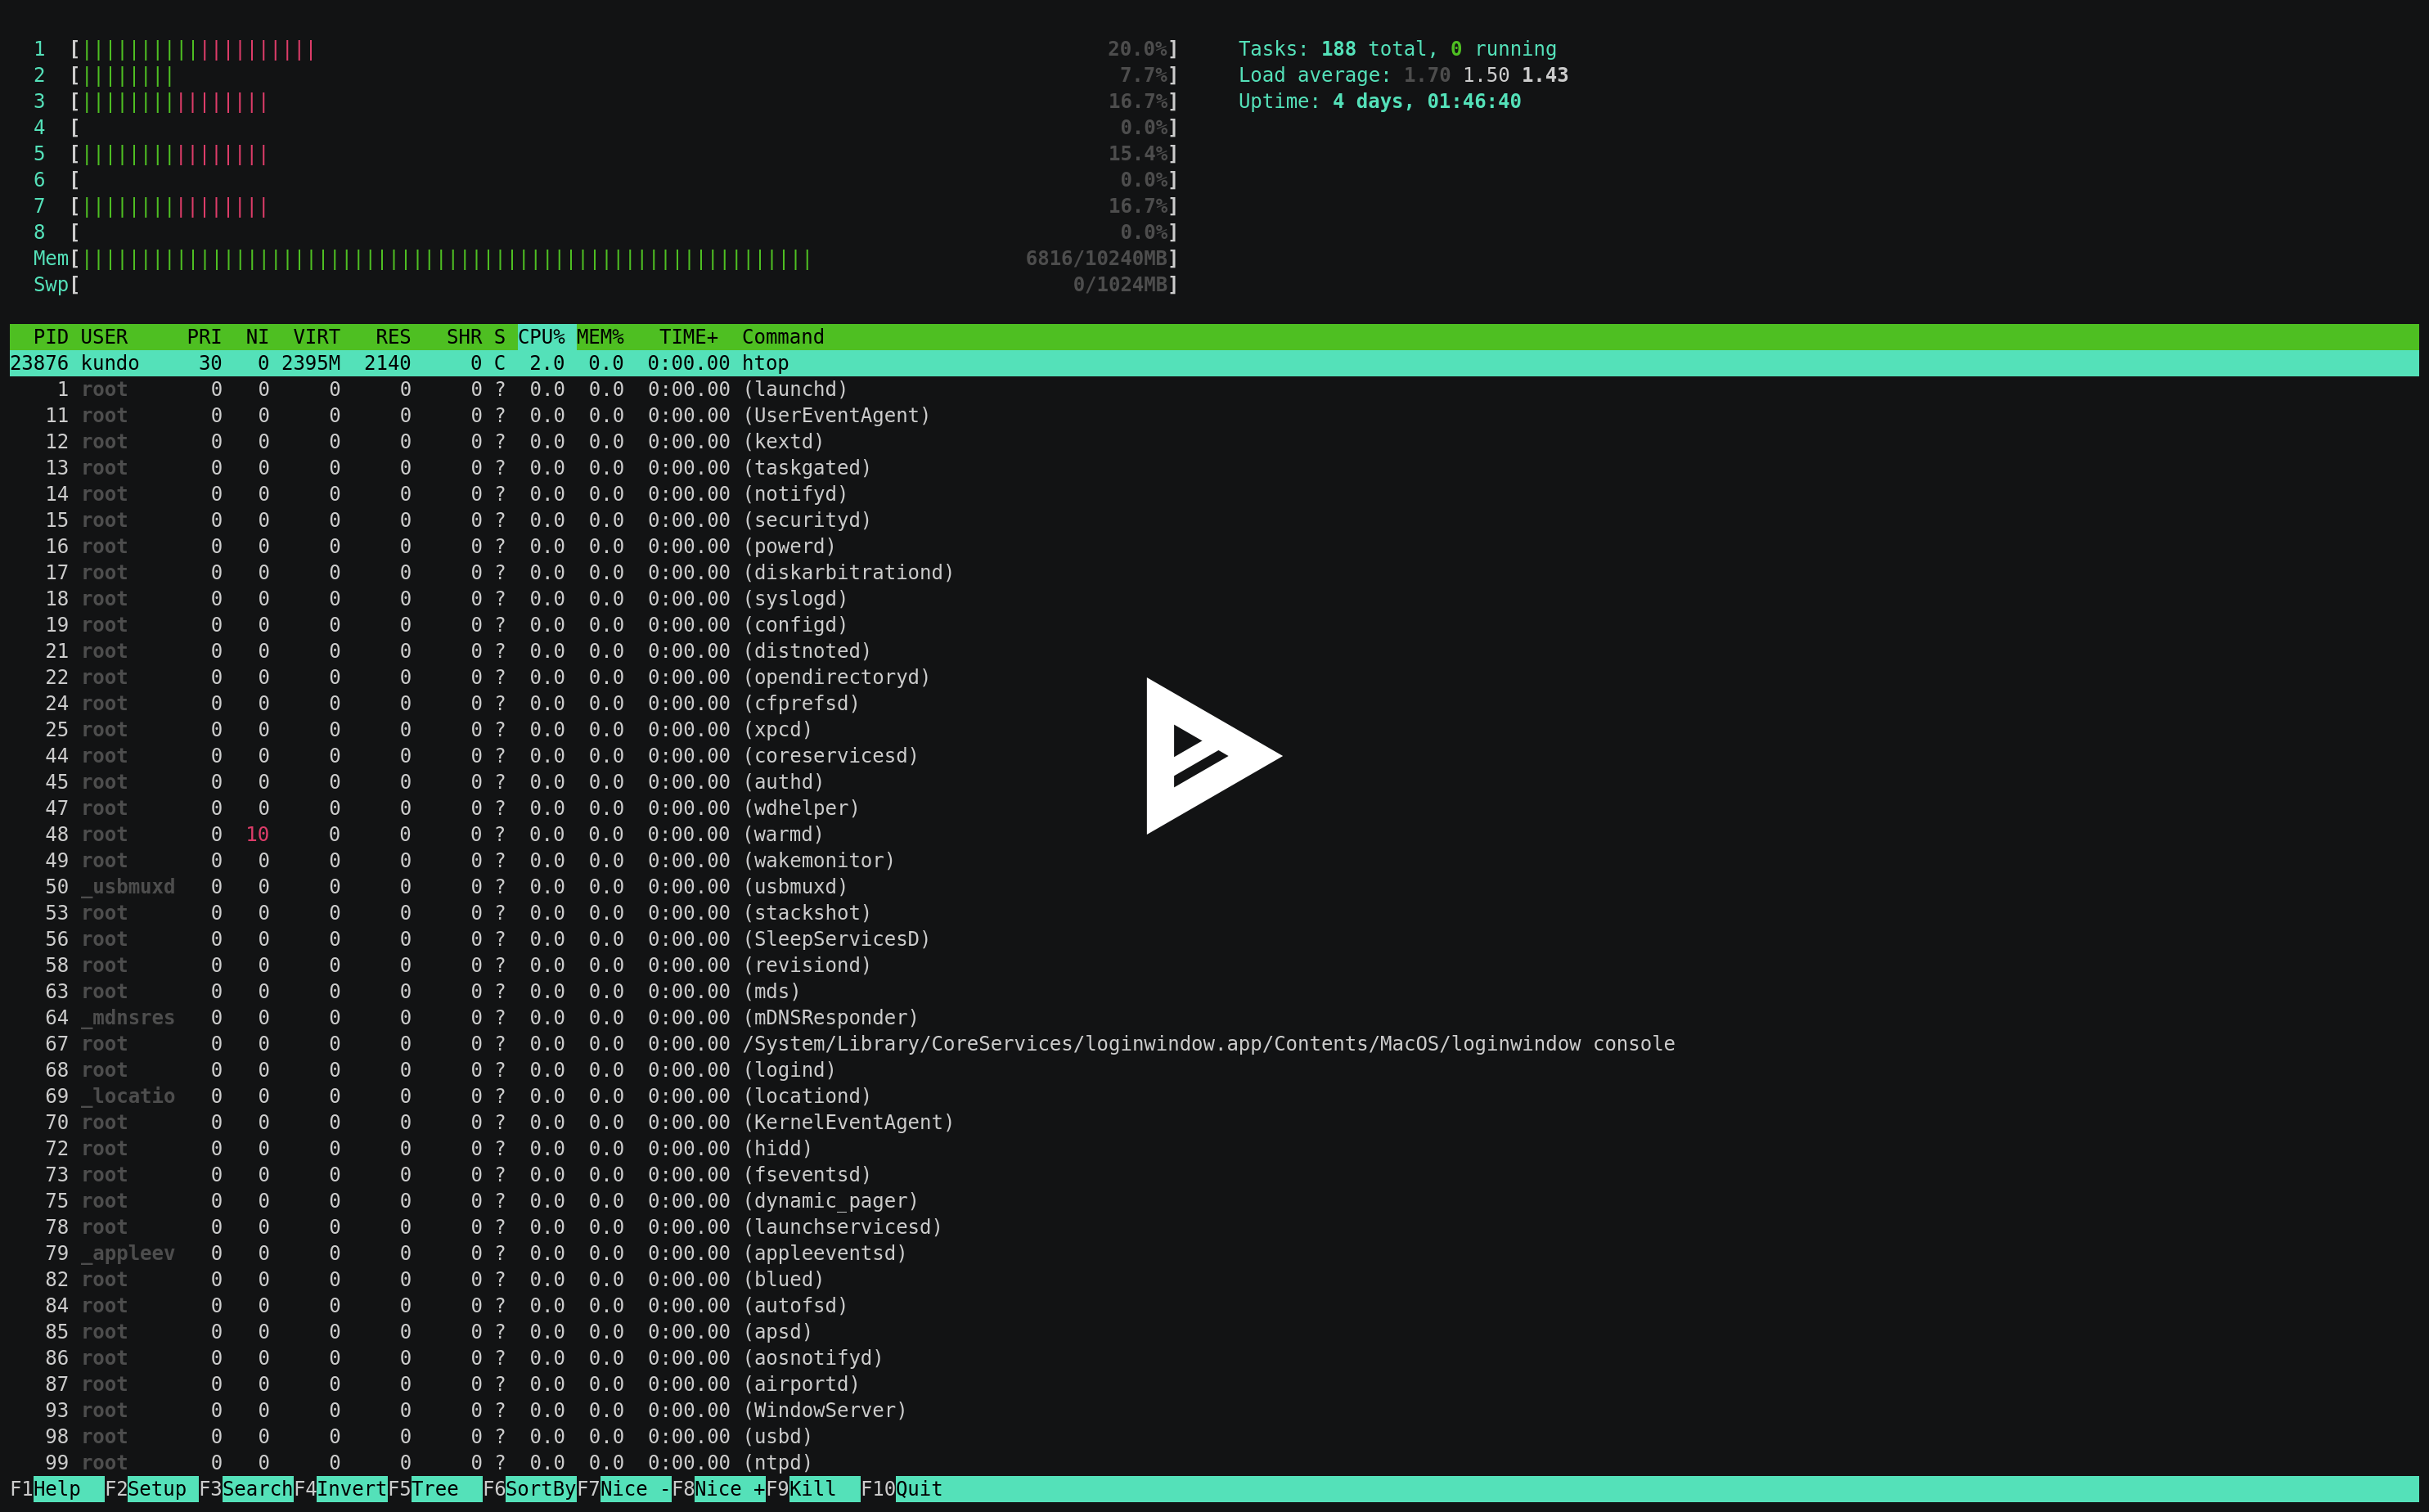 1 [||||||||||||||||||||                                                                   20.0%]     Tasks: 188 total, 0 running
2 [||||||||                                                                                7.7%]     Load average: 1.70 1.50 1.43
3 [||||||||||||||||                                                                       16.7%]     Uptime: 4 days, 01:46:40
4 [                                                                                        0.0%]
5 [||||||||||||||||                                                                       15.4%]
6 [                                                                                        0.0%]
7 [||||||||||||||||                                                                       16.7%]
8 [                                                                                        0.0%]
Mem[||||||||||||||||||||||||||||||||||||||||||||||||||||||||||||||                  6816/10240MB]
Swp[                                                                                    0/1024MB]
PID USER PRI NI VIRT RES SHR S CPU% MEM% TIME+ Command
23876 kundo 30 0 2395M 2140 0 C 2.0 0.0 0:00.00 htop
1 root 0 0 0 0 0 ? 0.0 0.0 0:00.00 (launchd)
11 root 0 0 0 0 0 ? 0.0 0.0 0:00.00 (UserEventAgent)
12 root 0 0 0 0 0 ? 0.0 0.0 0:00.00 (kextd)
13 root 0 0 0 0 0 ? 0.0 0.0 0:00.00 (taskgated)
14 root 0 0 0 0 0 ? 0.0 0.0 0:00.00 (notifyd)
15 root 0 0 0 0 0 ? 0.0 0.0 0:00.00 (securityd)
16 root 0 0 0 0 0 ? 0.0 0.0 0:00.00 (powerd)
17 root 0 0 0 0 0 ? 0.0 0.0 0:00.00 (diskarbitrationd)
18 root 0 0 0 0 0 ? 0.0 0.0 0:00.00 (syslogd)
19 root 0 0 0 0 0 ? 0.0 0.0 0:00.00 (configd)
21 root 0 0 0 0 0 ? 0.0 0.0 0:00.00 (distnoted)
22 root 0 0 0 0 0 ? 0.0 0.0 0:00.00 (opendirectoryd)
24 root 0 0 0 0 0 ? 0.0 0.0 0:00.00 (cfprefsd)
25 root 0 0 0 0 0 ? 0.0 0.0 0:00.00 (xpcd)
44 root 0 0 0 0 0 ? 0.0 0.0 0:00.00 (coreservicesd)
45 root 0 0 0 0 0 ? 0.0 0.0 0:00.00 (authd)
47 root 0 0 0 0 0 ? 0.0 0.0 0:00.00 (wdhelper)
48 root 0 10 0 0 0 ? 0.0 0.0 0:00.00 (warmd)
49 root 0 0 0 0 0 ? 0.0 0.0 0:00.00 (wakemonitor)
50 _usbmuxd 0 0 0 0 0 ? 0.0 0.0 0:00.00 (usbmuxd)
53 root 0 0 0 0 0 ? 0.0 0.0 0:00.00 (stackshot)
56 root 0 0 0 0 0 ? 0.0 0.0 0:00.00 (SleepServicesD)
58 root 0 0 0 0 0 ? 0.0 0.0 0:00.00 (revisiond)
63 root 0 0 0 0 0 ? 0.0 0.0 0:00.00 (mds)
64 _mdnsres 0 0 0 0 0 ? 0.0 0.0 0:00.00 (mDNSResponder)
67 root 0 0 0 0 0 ? 0.0 0.0 0:00.00 /System/Library/CoreServices/loginwindow.app/Contents/MacOS/loginwindow console
68 root 0 0 0 0 0 ? 0.0 0.0 0:00.00 (logind)
69 _locatio 0 0 0 0 0 ? 0.0 0.0 0:00.00 (locationd)
70 root 0 0 0 0 0 ? 0.0 0.0 0:00.00 (KernelEventAgent)
72 root 0 0 0 0 0 ? 0.0 0.0 0:00.00 (hidd)
73 root 0 0 0 0 0 ? 0.0 0.0 0:00.00 (fseventsd)
75 root 0 0 0 0 0 ? 0.0 0.0 0:00.00 (dynamic_pager)
78 root 0 0 0 0 0 ? 0.0 0.0 0:00.00 (launchservicesd)
79 _appleev 0 0 0 0 0 ? 0.0 0.0 0:00.00 (appleeventsd)
82 root 0 0 0 0 0 ? 0.0 0.0 0:00.00 (blued)
84 root 0 0 0 0 0 ? 0.0 0.0 0:00.00 (autofsd)
85 root 0 0 0 0 0 ? 0.0 0.0 0:00.00 (apsd)
86 root 0 0 0 0 0 ? 0.0 0.0 0:00.00 (aosnotifyd)
87 root 0 0 0 0 0 ? 0.0 0.0 0:00.00 (airportd)
93 root 0 0 0 0 0 ? 0.0 0.0 0:00.00 (WindowServer)
98 root 0 0 0 0 0 ? 0.0 0.0 0:00.00 (usbd)
99 root 0 0 0 0 0 ? 0.0 0.0 0:00.00 (ntpd)
F1Help  F2Setup F3SearchF4InvertF5Tree  F6SortByF7Nice -F8Nice +F9Kill  F10Quit